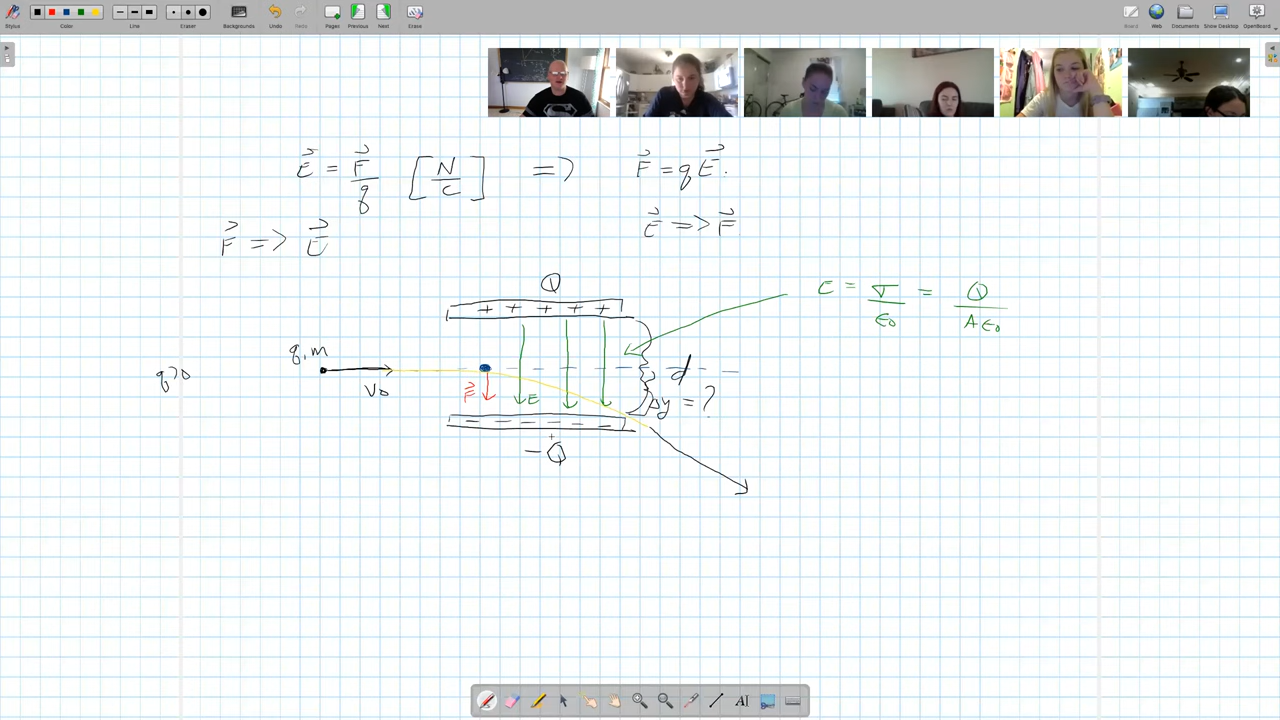 Stylus Color Line Eraser Backgrounds Undo Redo Pages Previous Next Erase Board Web Documents Show Desktop OpenBoard
E⃗ = F⃗/q [N/C] => F⃗ = qE⃗.
F⃗ => E⃗
E⃗ => F⃗
Q
+ + + + +
E = σ/ε₀ = Q/Aε₀
q, m
q>0
v₀
F⃗
E
d
Δy = ?
− − − − − −
−Q